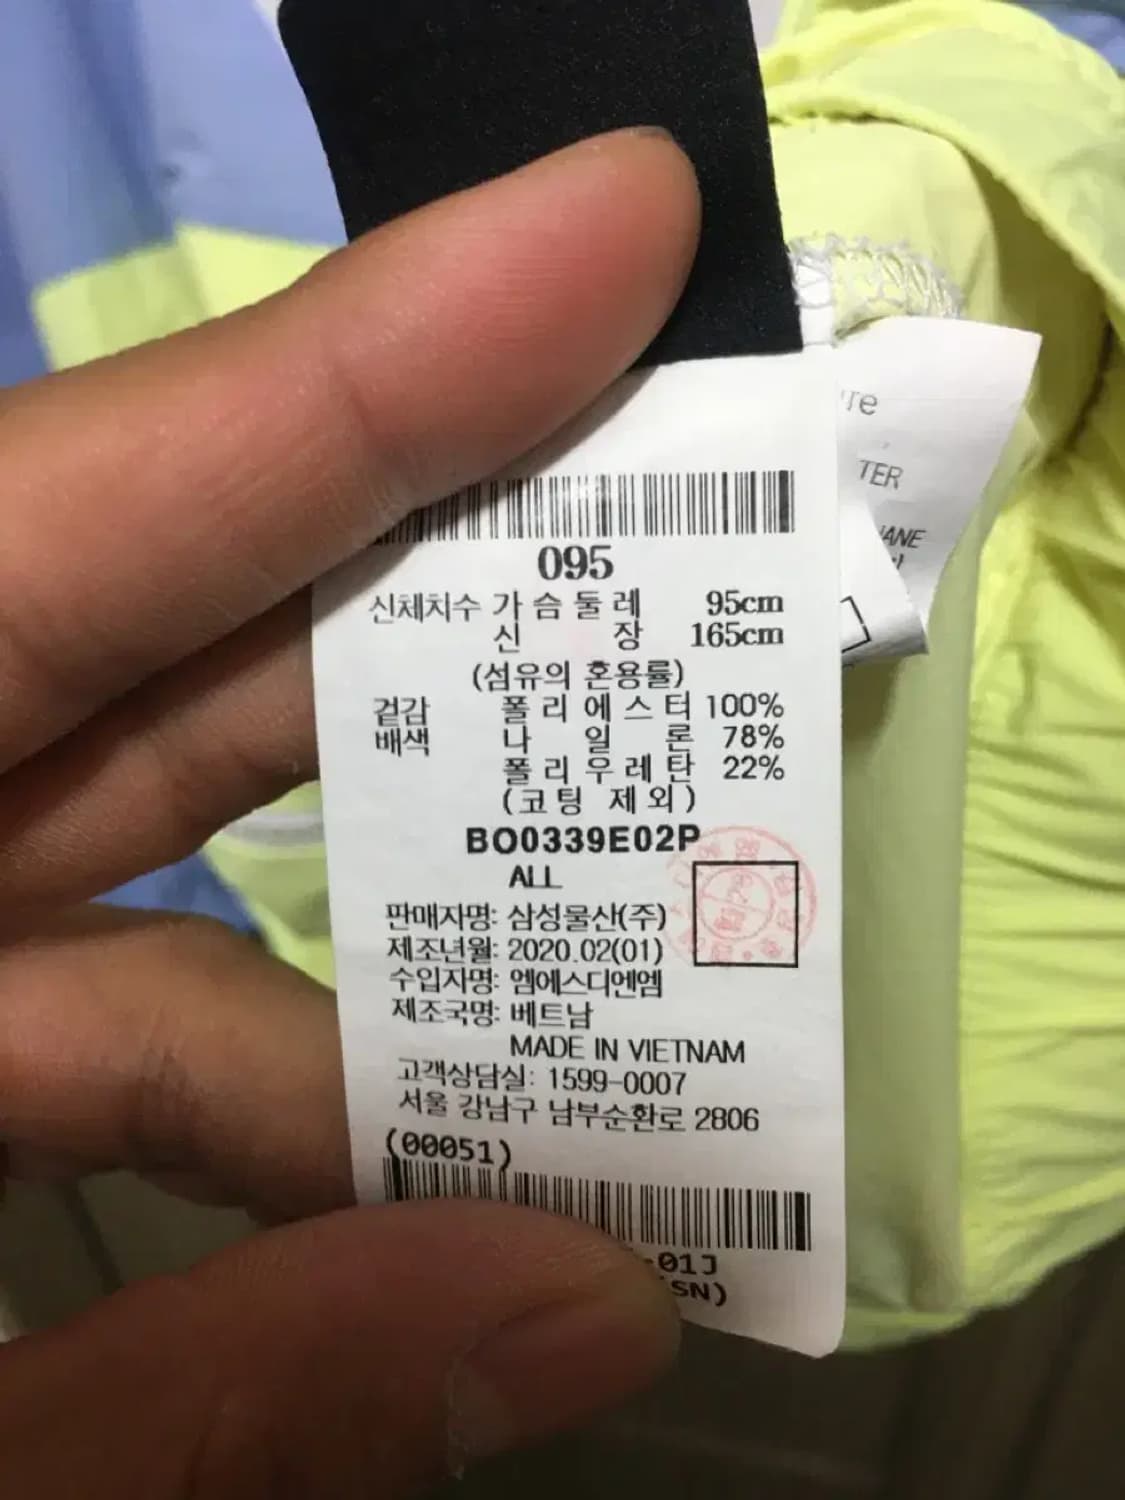 095
신체치수 가슴둘레 95cm
신장 165cm
(섬유의 혼용률)
겉감 폴리에스터 100%
배색 나일론 78%
폴리우레탄 22%
(코팅 제외)
BO0339E02P
ALL
판매자명: 삼성물산(주)
제조년월: 2020.02(01)
수입자명: 엠에스디엔엠
제조국명: 베트남
MADE IN VIETNAM
고객상담실: 1599-0007
서울 강남구 남부순환로 2806
(00051)
-01J
SN)
TER